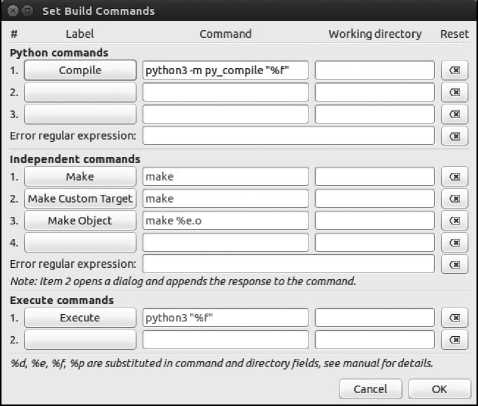 Set Build Commands
# Label Command Working directory Reset
Python commands
1. Compile python3 -m py_compile "%f"
2.
3.
Error regular expression:
Independent commands
1. Make make
2. Make Custom Target make
3. Make Object make %e.o
4.
Error regular expression:
Note: Item 2 opens a dialog and appends the response to the command.
Execute commands
1. Execute python3 "%f"
2.
%d, %e, %f, %p are substituted in command and directory fields, see manual for details.
Cancel OK